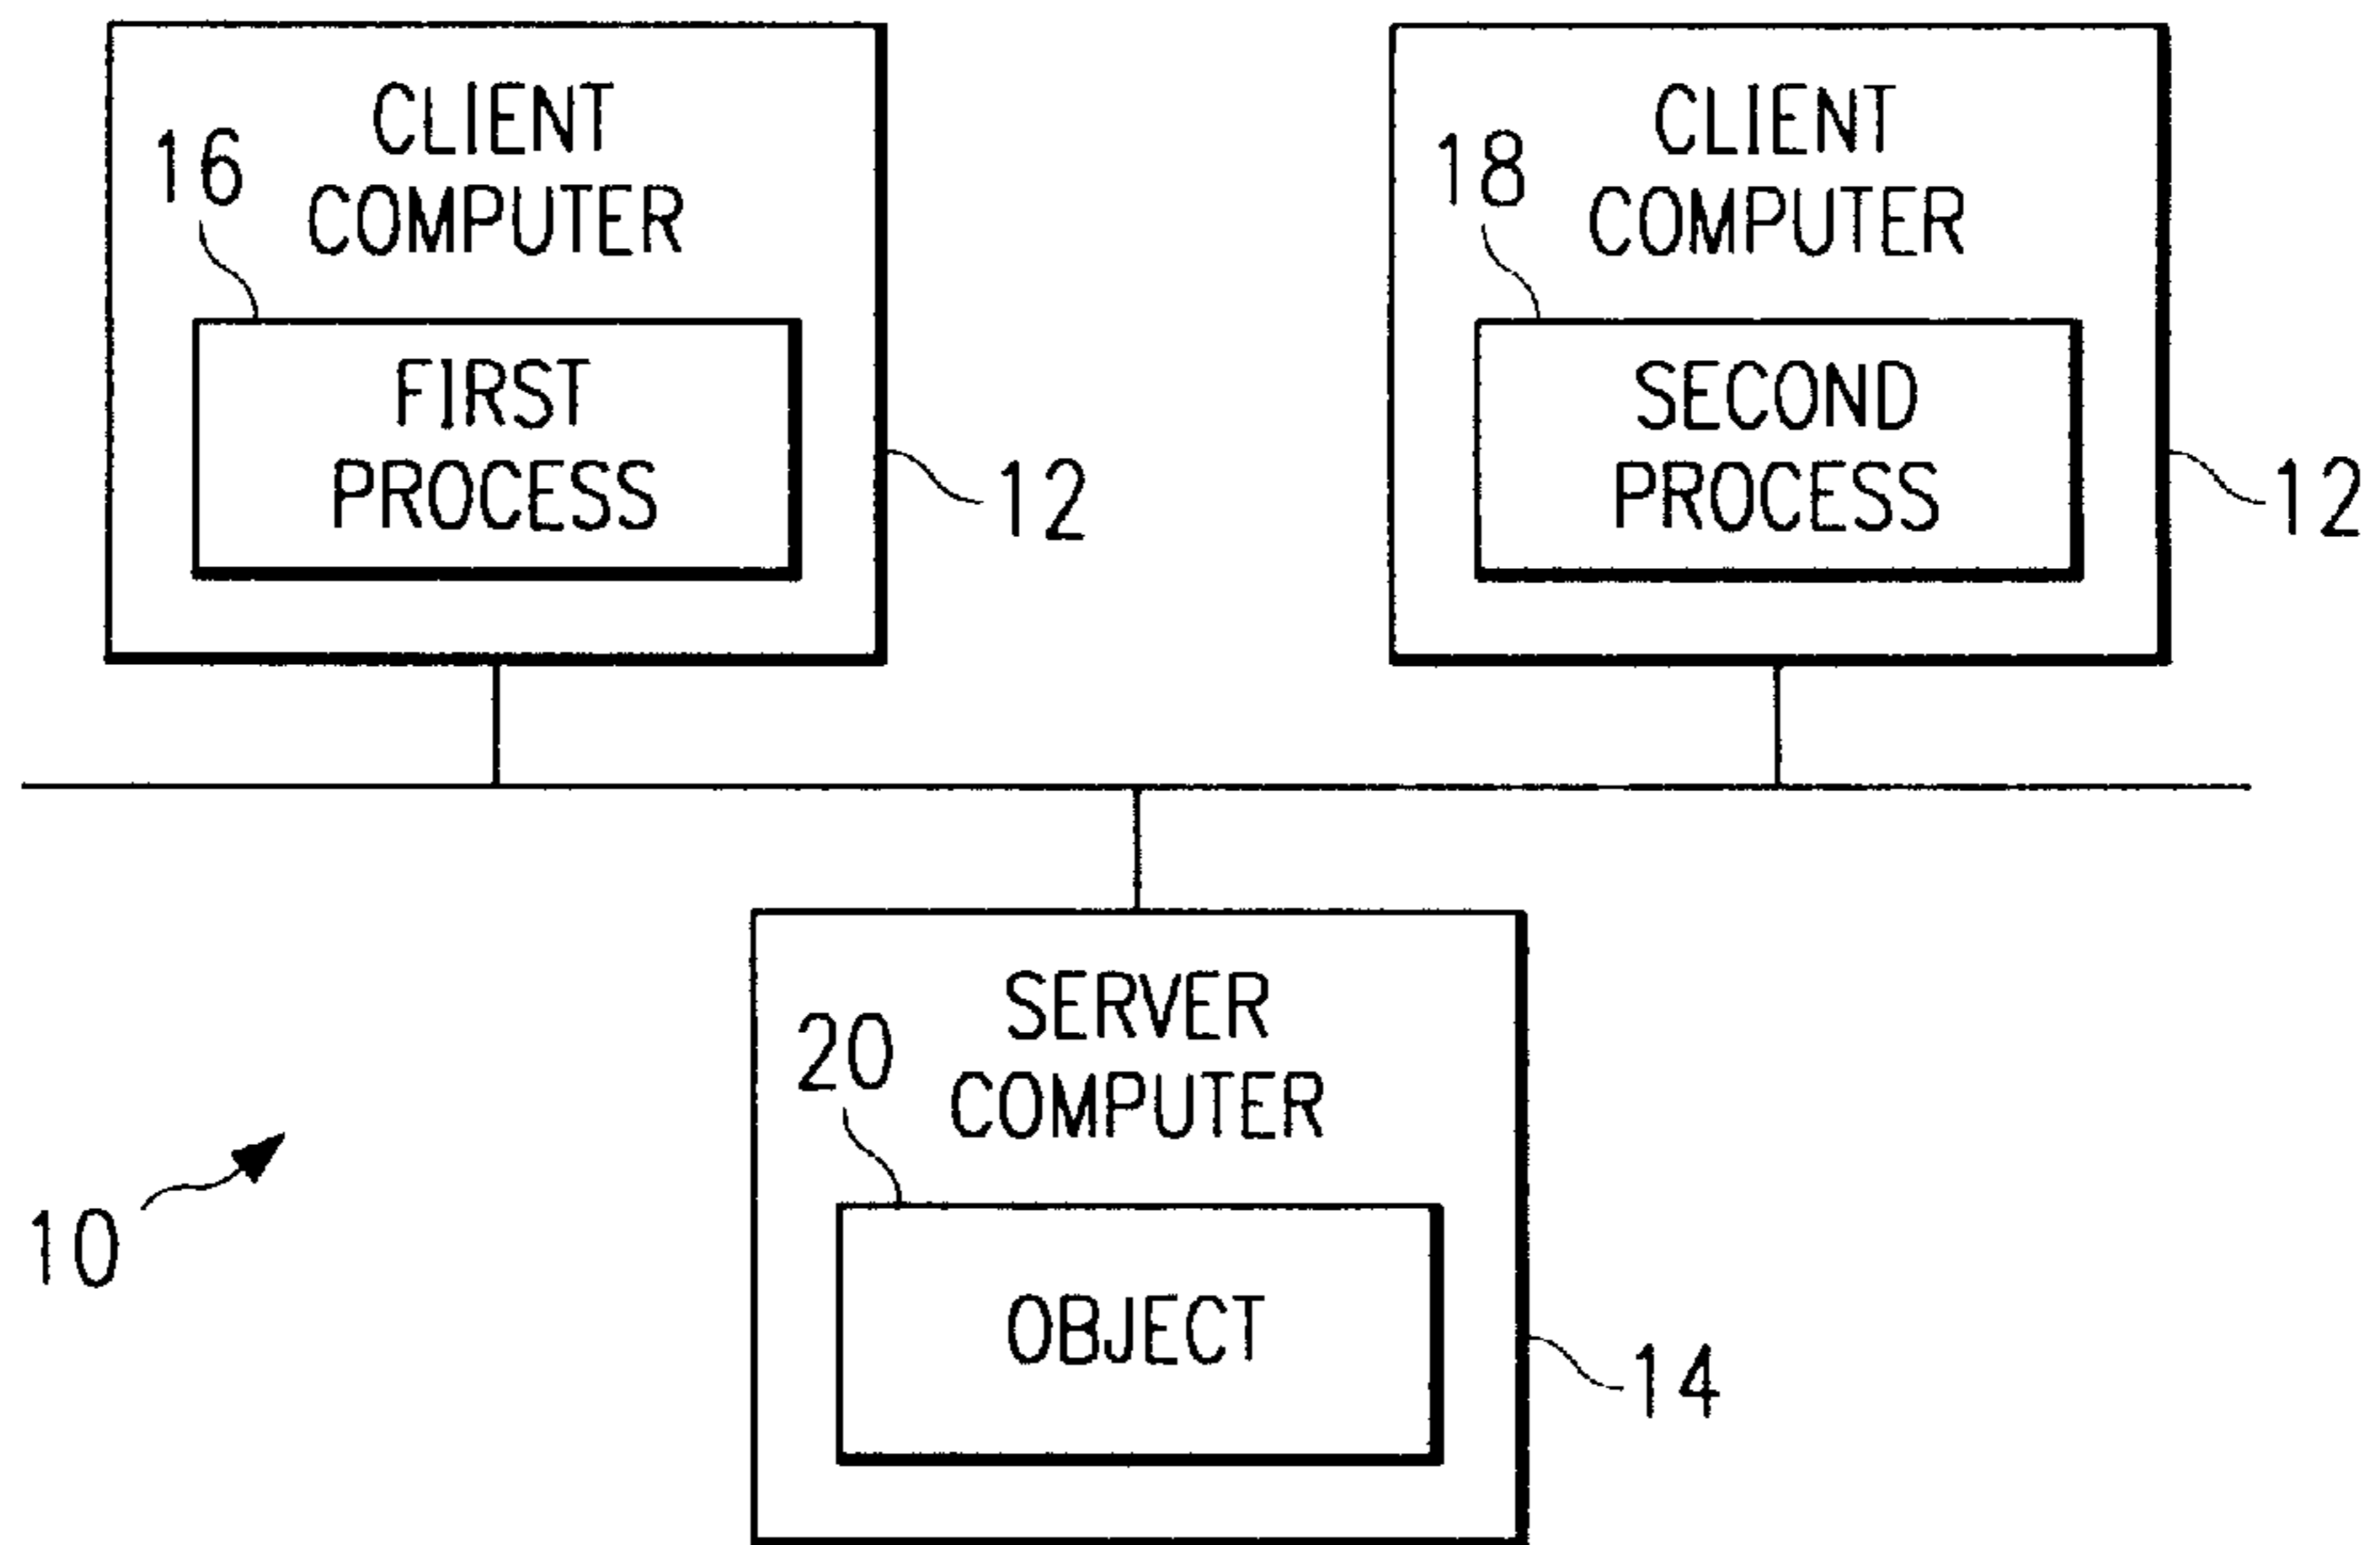 CLIENT
COMPUTER
16
FIRST
PROCESS
12
CLIENT
COMPUTER
18
SECOND
PROCESS
12
SERVER
COMPUTER
20
OBJECT
14
10